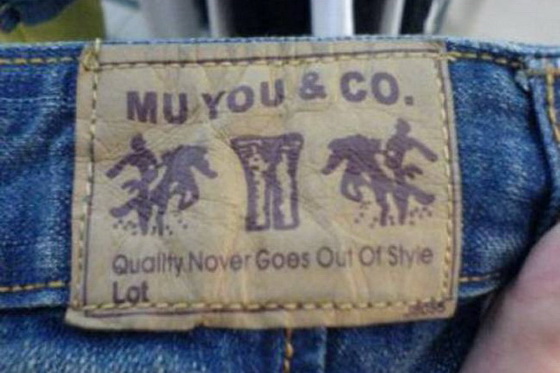 MU YOU & CO.
Quality Nover Goes Out Of Style
Lot